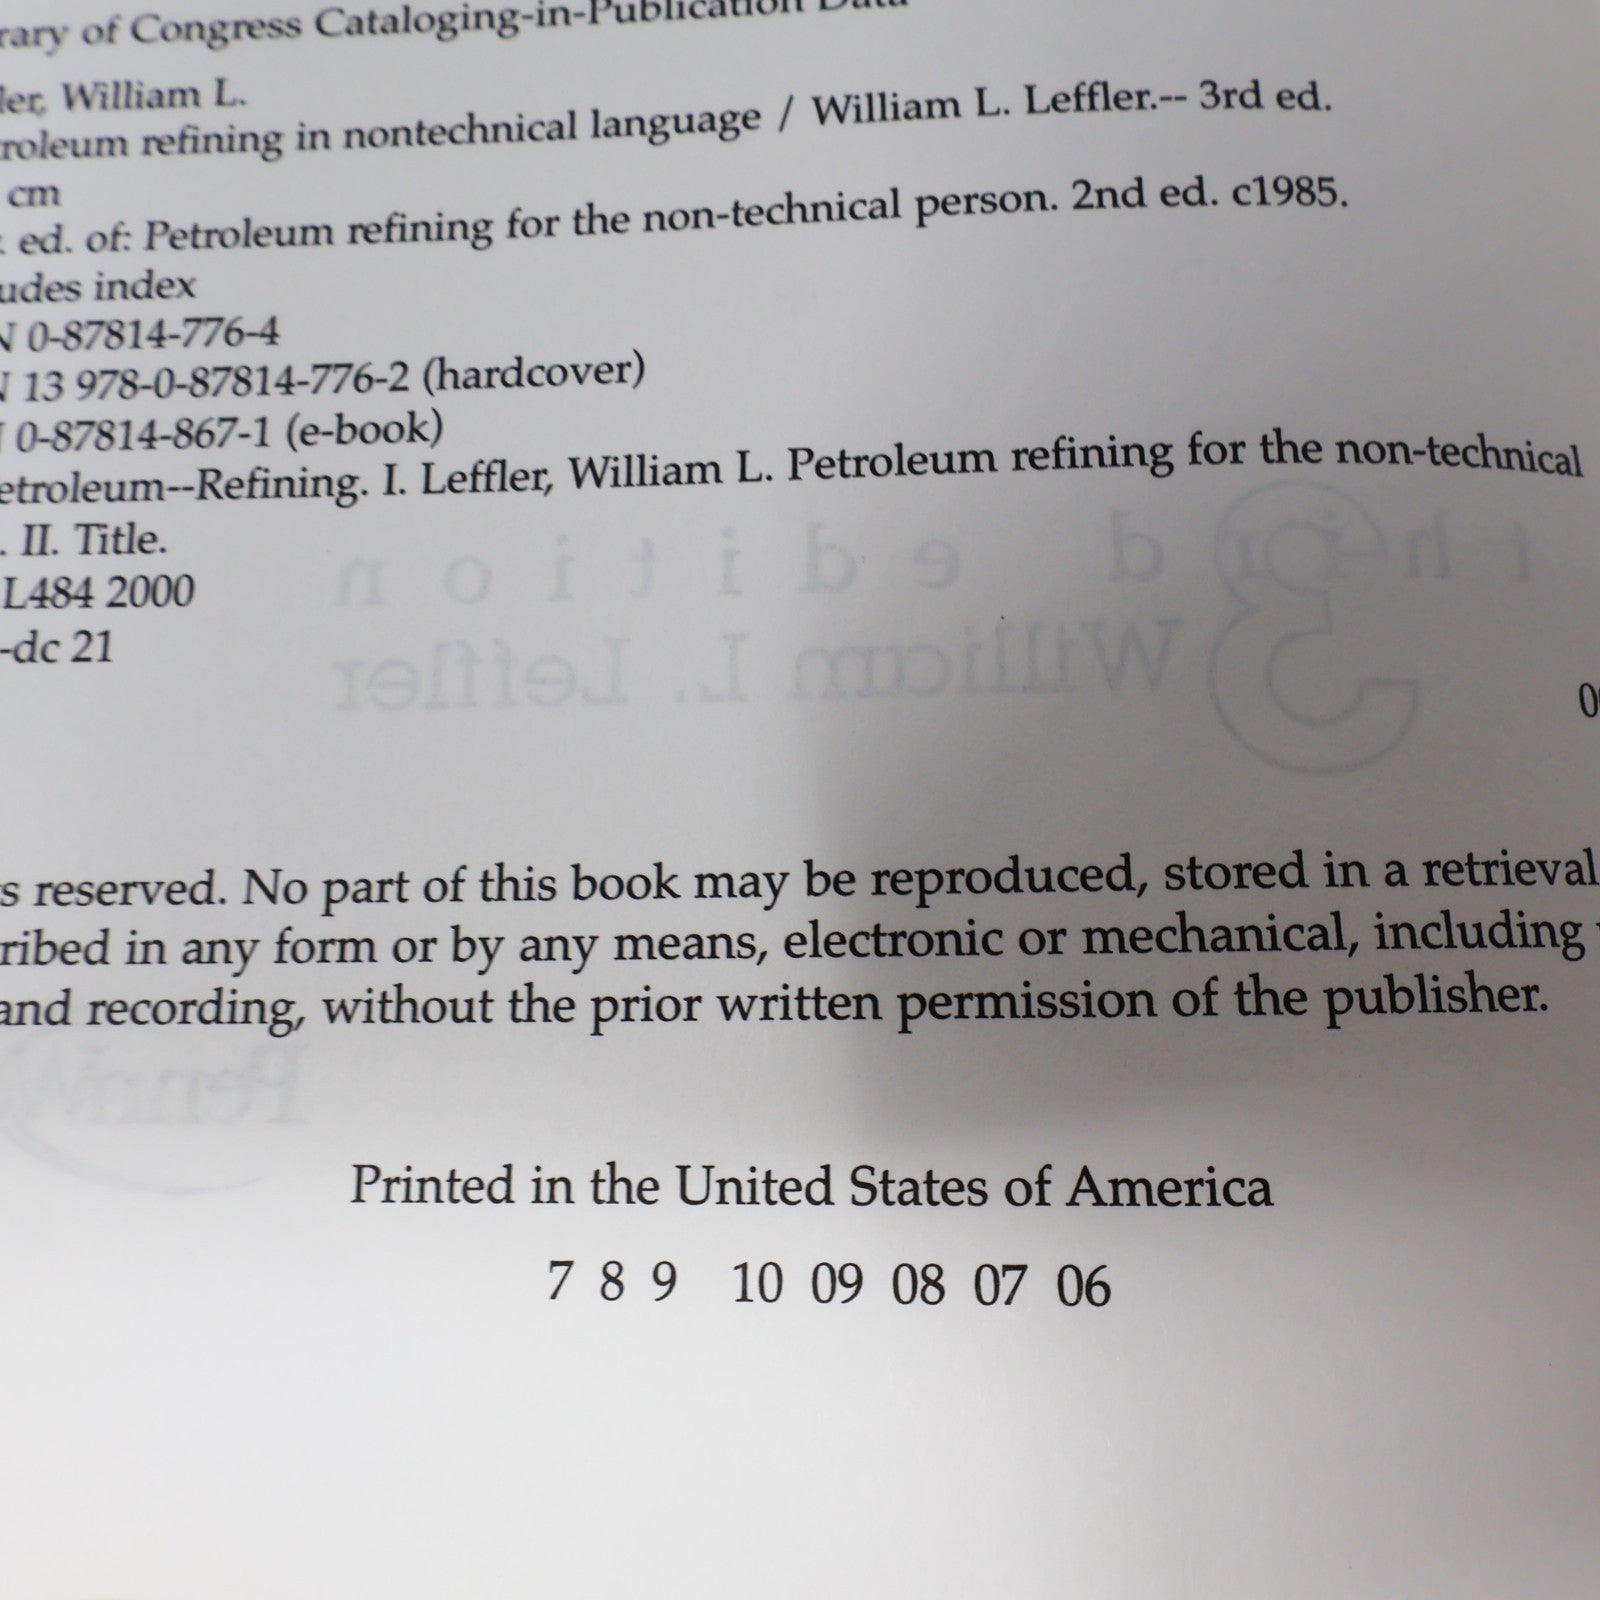 rary of Congress Cataloging-in-Publication Data
ler, William L.
roleum refining in nontechnical language / William L. Leffler.-- 3rd ed.
cm
. ed. of: Petroleum refining for the non-technical person. 2nd ed. c1985.
udes index
N 0-87814-776-4
N 13 978-0-87814-776-2 (hardcover)
0-87814-867-1 (e-book)
etroleum--Refining. I. Leffler, William L. Petroleum refining for the non-technical
. II. Title.
L484 2000
-dc 21
third edition
William L. Leffler
3
s reserved. No part of this book may be reproduced, stored in a retrieval
ribed in any form or by any means, electronic or mechanical, including
and recording, without the prior written permission of the publisher.
PennW
Printed in the United States of America
7 8 9 10 09 08 07 06